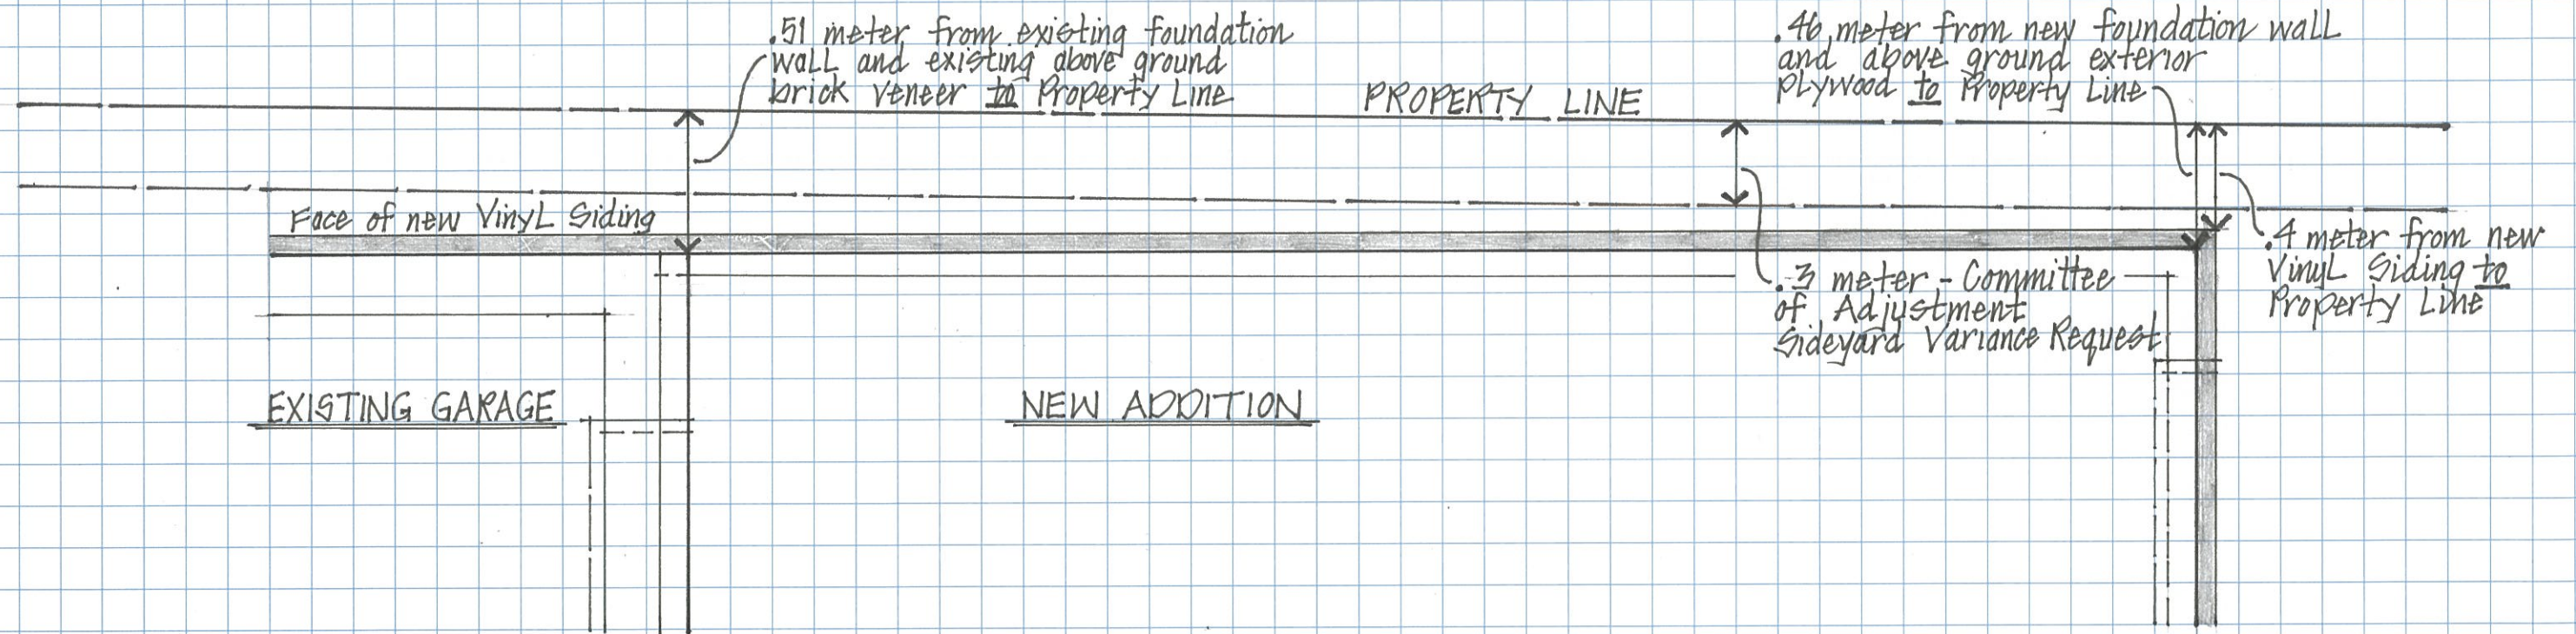 .51 meter from existing foundation
wall and existing above ground
brick veneer to Property Line
PROPERTY LINE
.46 meter from new foundation wall
and above ground exterior
plywood to Property Line
Face of new Vinyl Siding
.4 meter from new
Vinyl Siding to
Property Line
.3 meter - Committee
of Adjustment
Sideyard Variance Request
EXISTING GARAGE
NEW ADDITION